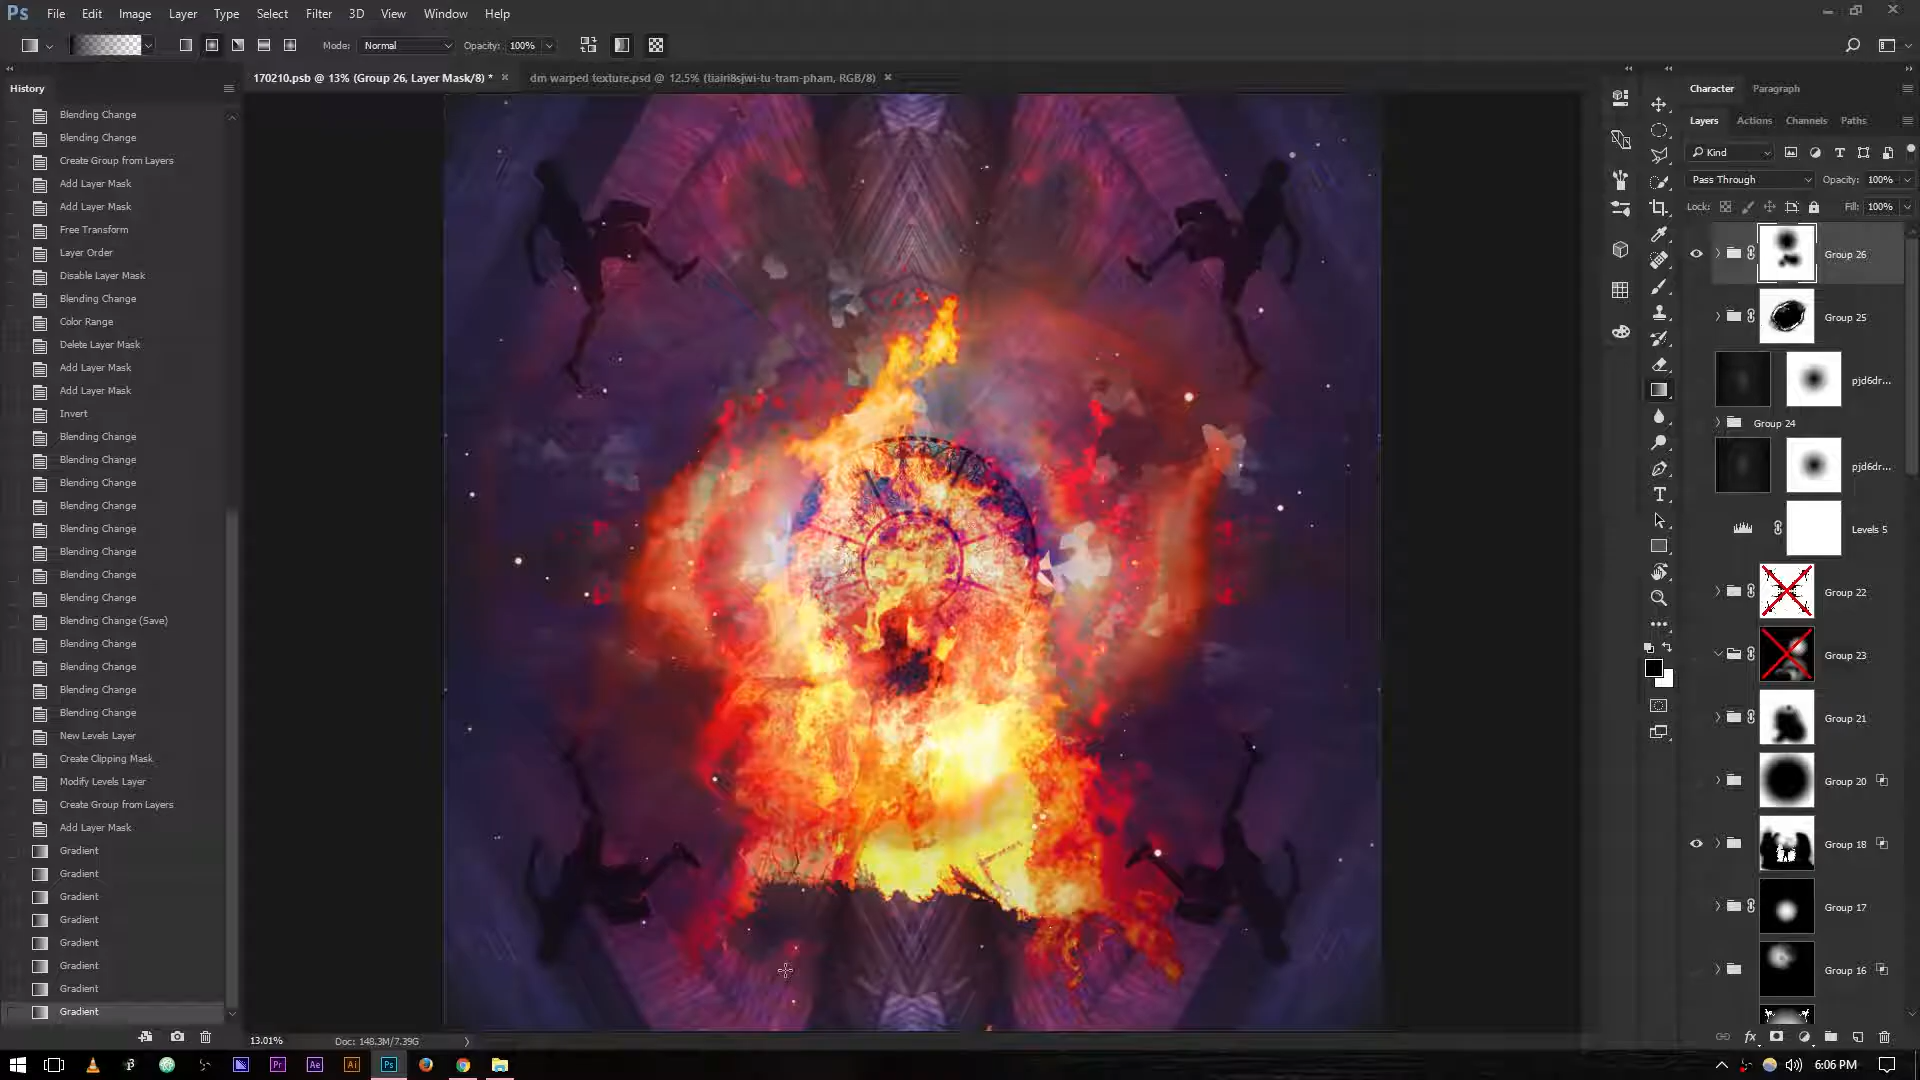 Ps File Edit Image Layer Type Select Filter 3D View Window Help
Mode: Normal Opacity: 100%
170210.psb @ 13% (Group 26, Layer Mask/8) * × dm warped texture.psd @ 12.5% (tiairi8sjwi-tu-tram-pham, RGB/8) ×
History
Blending Change
Blending Change
Create Group from Layers
Add Layer Mask
Add Layer Mask
Free Transform
Layer Order
Disable Layer Mask
Blending Change
Color Range
Delete Layer Mask
Add Layer Mask
Add Layer Mask
Invert
Blending Change
Blending Change
Blending Change
Blending Change
Blending Change
Blending Change
Blending Change
Blending Change
Blending Change (Save)
Blending Change
Blending Change
Blending Change
Blending Change
New Levels Layer
Create Clipping Mask
Modify Levels Layer
Create Group from Layers
Add Layer Mask
Gradient
Gradient
Gradient
Gradient
Gradient
Gradient
Gradient
Gradient
13.01% Doc: 148.3M/7.39G
Character Paragraph
Layers Actions Channels Paths
Kind
Pass Through Opacity: 100%
Lock: Fill: 100%
Group 26
Group 25
pjd6dr...
Group 24
pjd6dr...
Levels 5
Group 22
Group 23
Group 21
Group 20
Group 18
Group 17
Group 16
fx
Pr Ae Ai Ps
6:06 PM